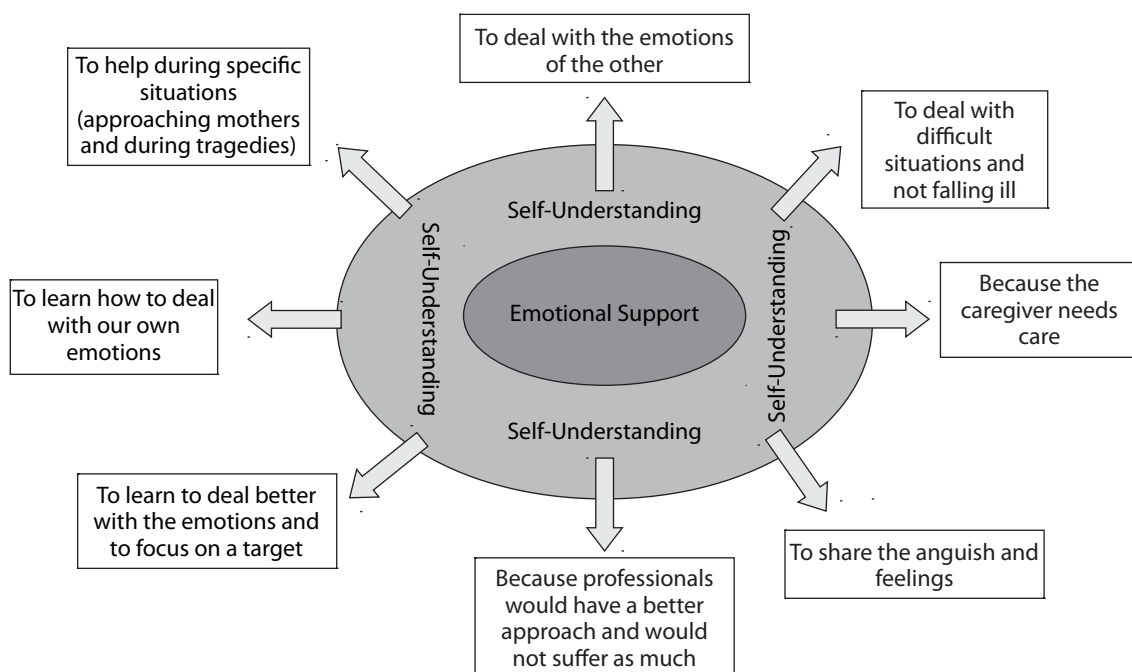 To deal with the emotions
of the other
To help during specific
situations
(approaching mothers
and during tragedies)
To deal with
difficult
situations and
not falling ill
Self-Understanding
Self-Understanding
Self-Understanding
Emotional Support
To learn how to deal
with our own
emotions
Because the
caregiver needs
care
Self-Understanding
To learn to deal better
with the emotions and
to focus on a target
Because professionals
would have a better
approach and would
not suffer as much
To share the anguish and
feelings